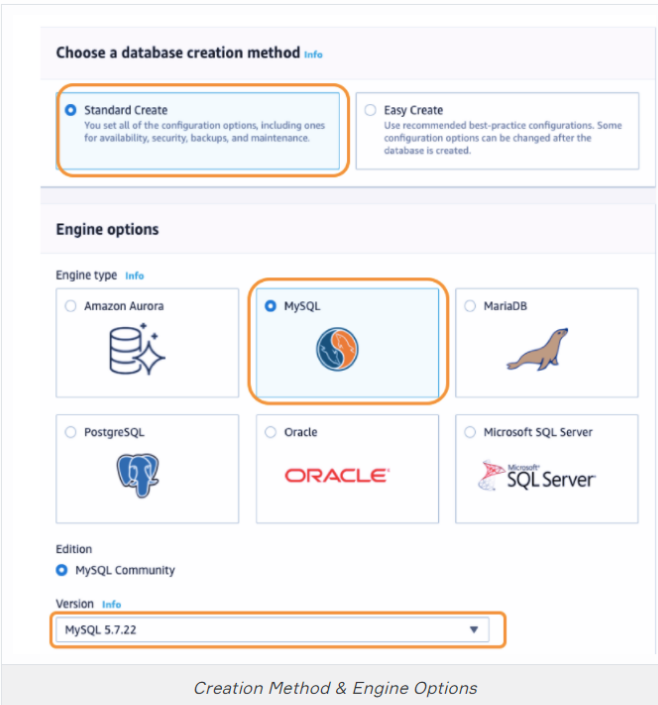 Choose a database creation method Info
Standard Create
You set all of the configuration options, including ones
for availability, security, backups, and maintenance.
Easy Create
Use recommended best-practice configurations. Some
configuration options can be changed after the
database is created.
Engine options
Engine type Info
Amazon Aurora
MySQL
MariaDB
PostgreSQL
Oracle
ORACLE
Microsoft SQL Server
Microsoft
SQL Server
Edition
MySQL Community
Version Info
MySQL 5.7.22
Creation Method & Engine Options